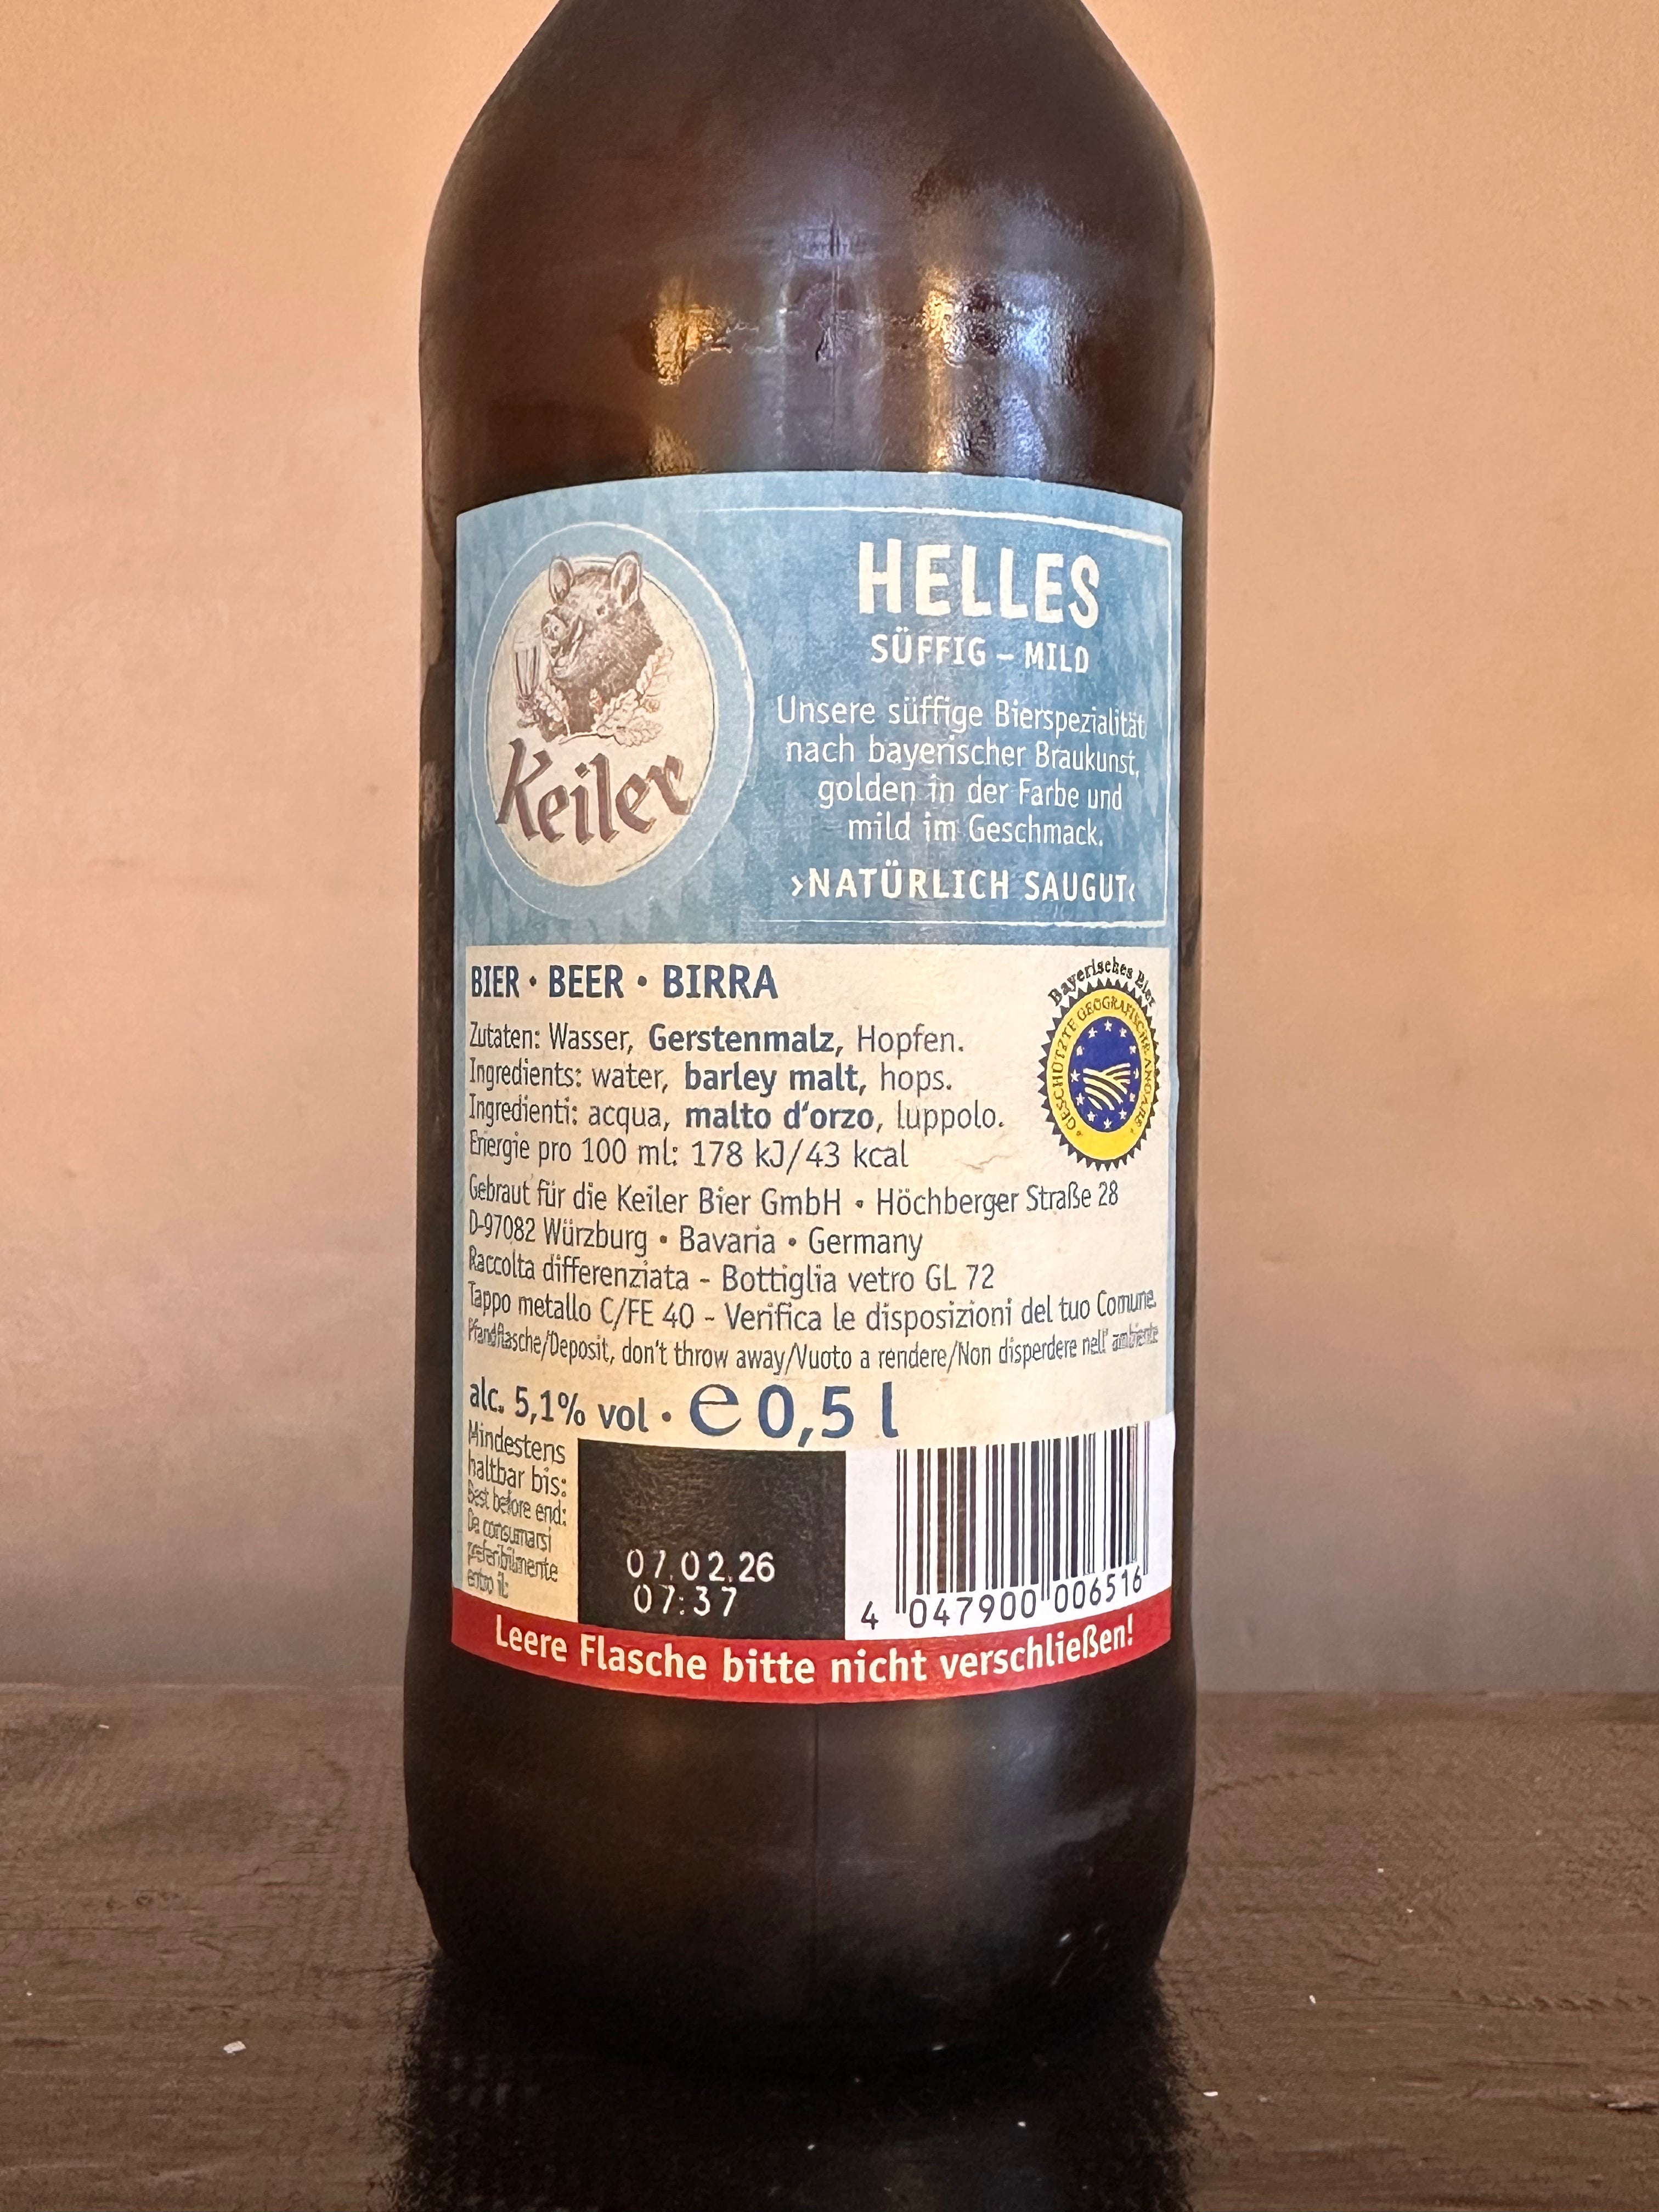 Keiler
HELLES
SÜFFIG – MILD
Unsere süffige Bierspezialität
nach bayerischer Braukunst,
golden in der Farbe und
mild im Geschmack.
›NATÜRLICH SAUGUT‹
BIER • BEER • BIRRA
Bayerisches Bier
GESCHÜTZTE GEOGRAFISCHE ANGABE
Zutaten: Wasser, Gerstenmalz, Hopfen.
Ingredients: water, barley malt, hops.
Ingredienti: acqua, malto d‘orzo, luppolo.
Energie pro 100 ml: 178 kJ/43 kcal
Gebraut für die Keiler Bier GmbH • Höchberger Straße 28
D-97082 Würzburg • Bavaria • Germany
Raccolta differenziata - Bottiglia vetro GL 72
Tappo metallo C/FE 40 - Verifica le disposizioni del tuo Comune.
Pfandflasche/Deposit, don't throw away/Vuoto a rendere/Non disperdere nell' ambiente
alc. 5,1% vol • e 0,5 l
Mindestens
haltbar bis:
Best before end:
Da consumarsi
preferibilmente
entro il:
07.02.26
07:37
4 047900 006516
Leere Flasche bitte nicht verschließen!